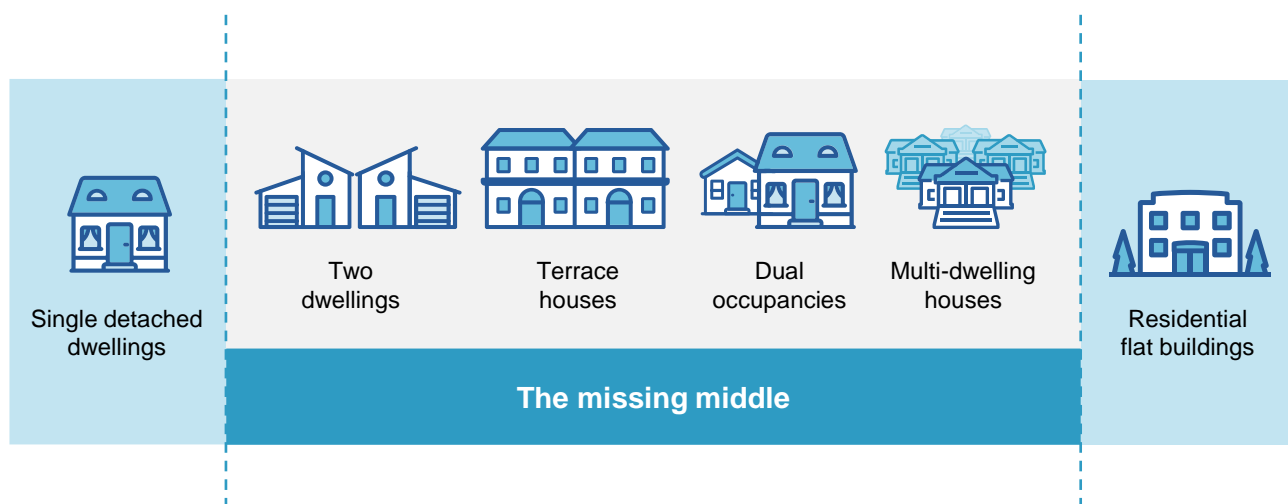 Single detached
dwellings
Two
dwellings
Terrace
houses
Dual
occupancies
Multi-dwelling
houses
Residential
flat buildings
The missing middle